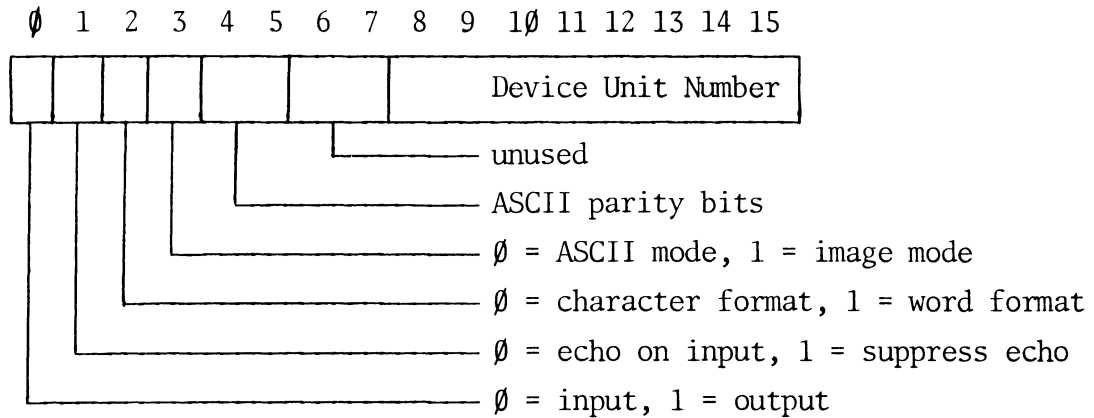 Ø 1 2 3 4 5 6 7 8 9 1Ø 11 12 13 14 15
Device Unit Number
unused
ASCII parity bits
Ø = ASCII mode, 1 = image mode
Ø = character format, 1 = word format
Ø = echo on input, 1 = suppress echo
Ø = input, 1 = output